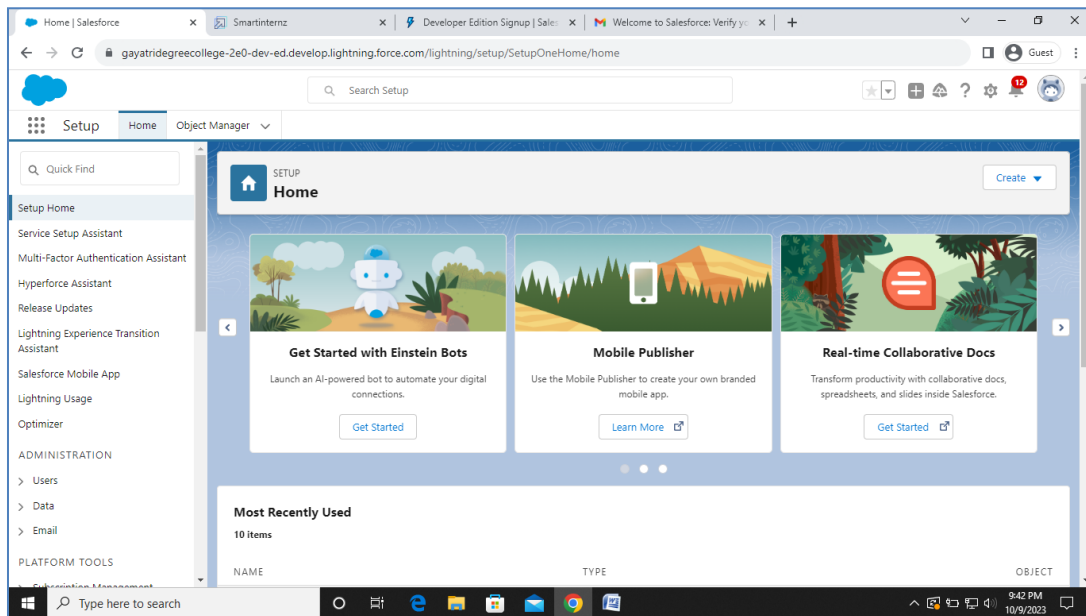 Home | Salesforce
Smartinternz
Developer Edition Signup | Sales
Welcome to Salesforce: Verify yo
gayatridegreecollege-2e0-dev-ed.develop.lightning.force.com/lightning/setup/SetupOneHome/home
Guest
Search Setup
12
Setup
Home
Object Manager
Quick Find
Setup Home
Service Setup Assistant
Multi-Factor Authentication Assistant
Hyperforce Assistant
Release Updates
Lightning Experience Transition
Assistant
Salesforce Mobile App
Lightning Usage
Optimizer
ADMINISTRATION
Users
Data
Email
PLATFORM TOOLS
Subscription Management
SETUP
Home
Create
Get Started with Einstein Bots
Launch an AI-powered bot to automate your digital
connections.
Get Started
Mobile Publisher
Use the Mobile Publisher to create your own branded
mobile app.
Learn More
Real-time Collaborative Docs
Transform productivity with collaborative docs,
spreadsheets, and slides inside Salesforce.
Get Started
Most Recently Used
10 items
NAME
TYPE
OBJECT
Type here to search
9:42 PM
10/9/2023